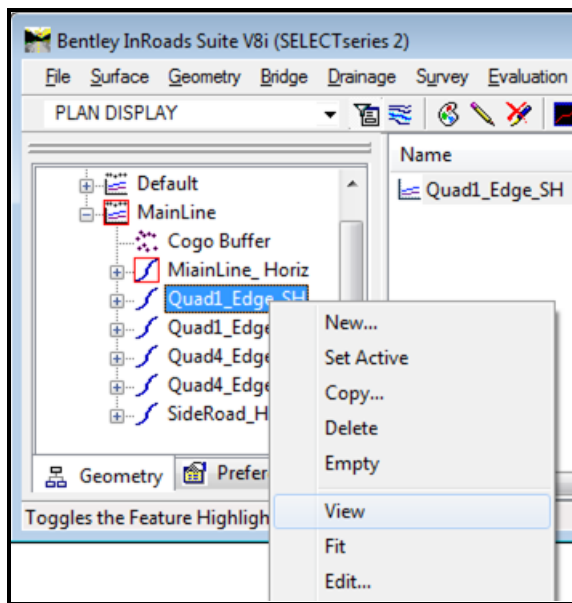 Bentley InRoads Suite V8i (SELECTseries 2)
File Surface Geometry Bridge Drainage Survey Evaluation
PLAN DISPLAY
Name
Quad1_Edge_SH
Default
MainLine
Cogo Buffer
MiainLine_ Horiz
Quad1_Edge_SH
Quad1_Edge
Quad4_Edge
Quad4_Edge
SideRoad_H
New...
Set Active
Copy...
Delete
Empty
View
Fit
Edit...
Geometry Prefer
Toggles the Feature Highligh